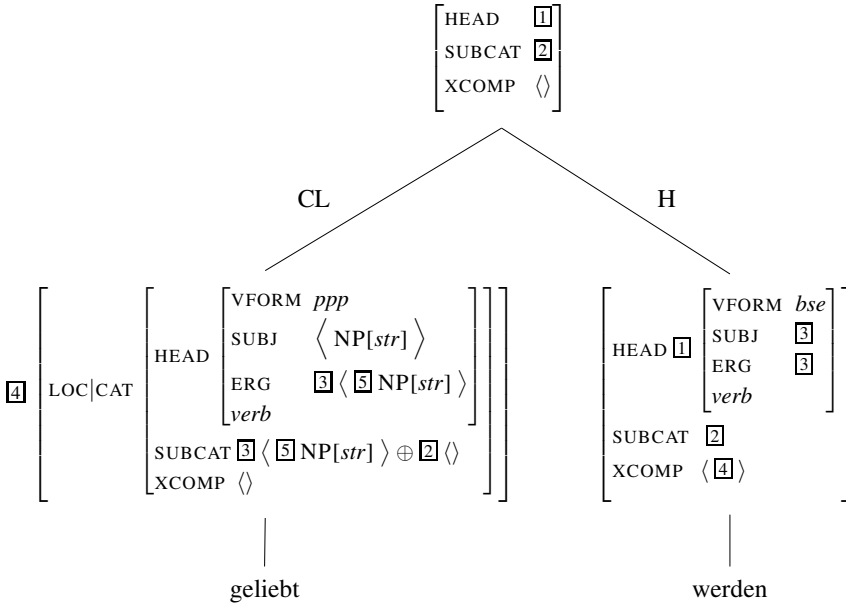 HEAD 1
SUBCAT 2
XCOMP ⟨⟩
CL H
VFORM ppp
SUBJ ⟨ NP[str] ⟩
HEAD
ERG 3 ⟨ 5 NP[str] ⟩
verb
4 LOC|CAT
SUBCAT 3 ⟨ 5 NP[str] ⟩ ⊕ 2 ⟨⟩
XCOMP ⟨⟩
VFORM bse
SUBJ 3
HEAD 1
ERG 3
verb
SUBCAT 2
XCOMP ⟨ 4 ⟩
geliebt werden